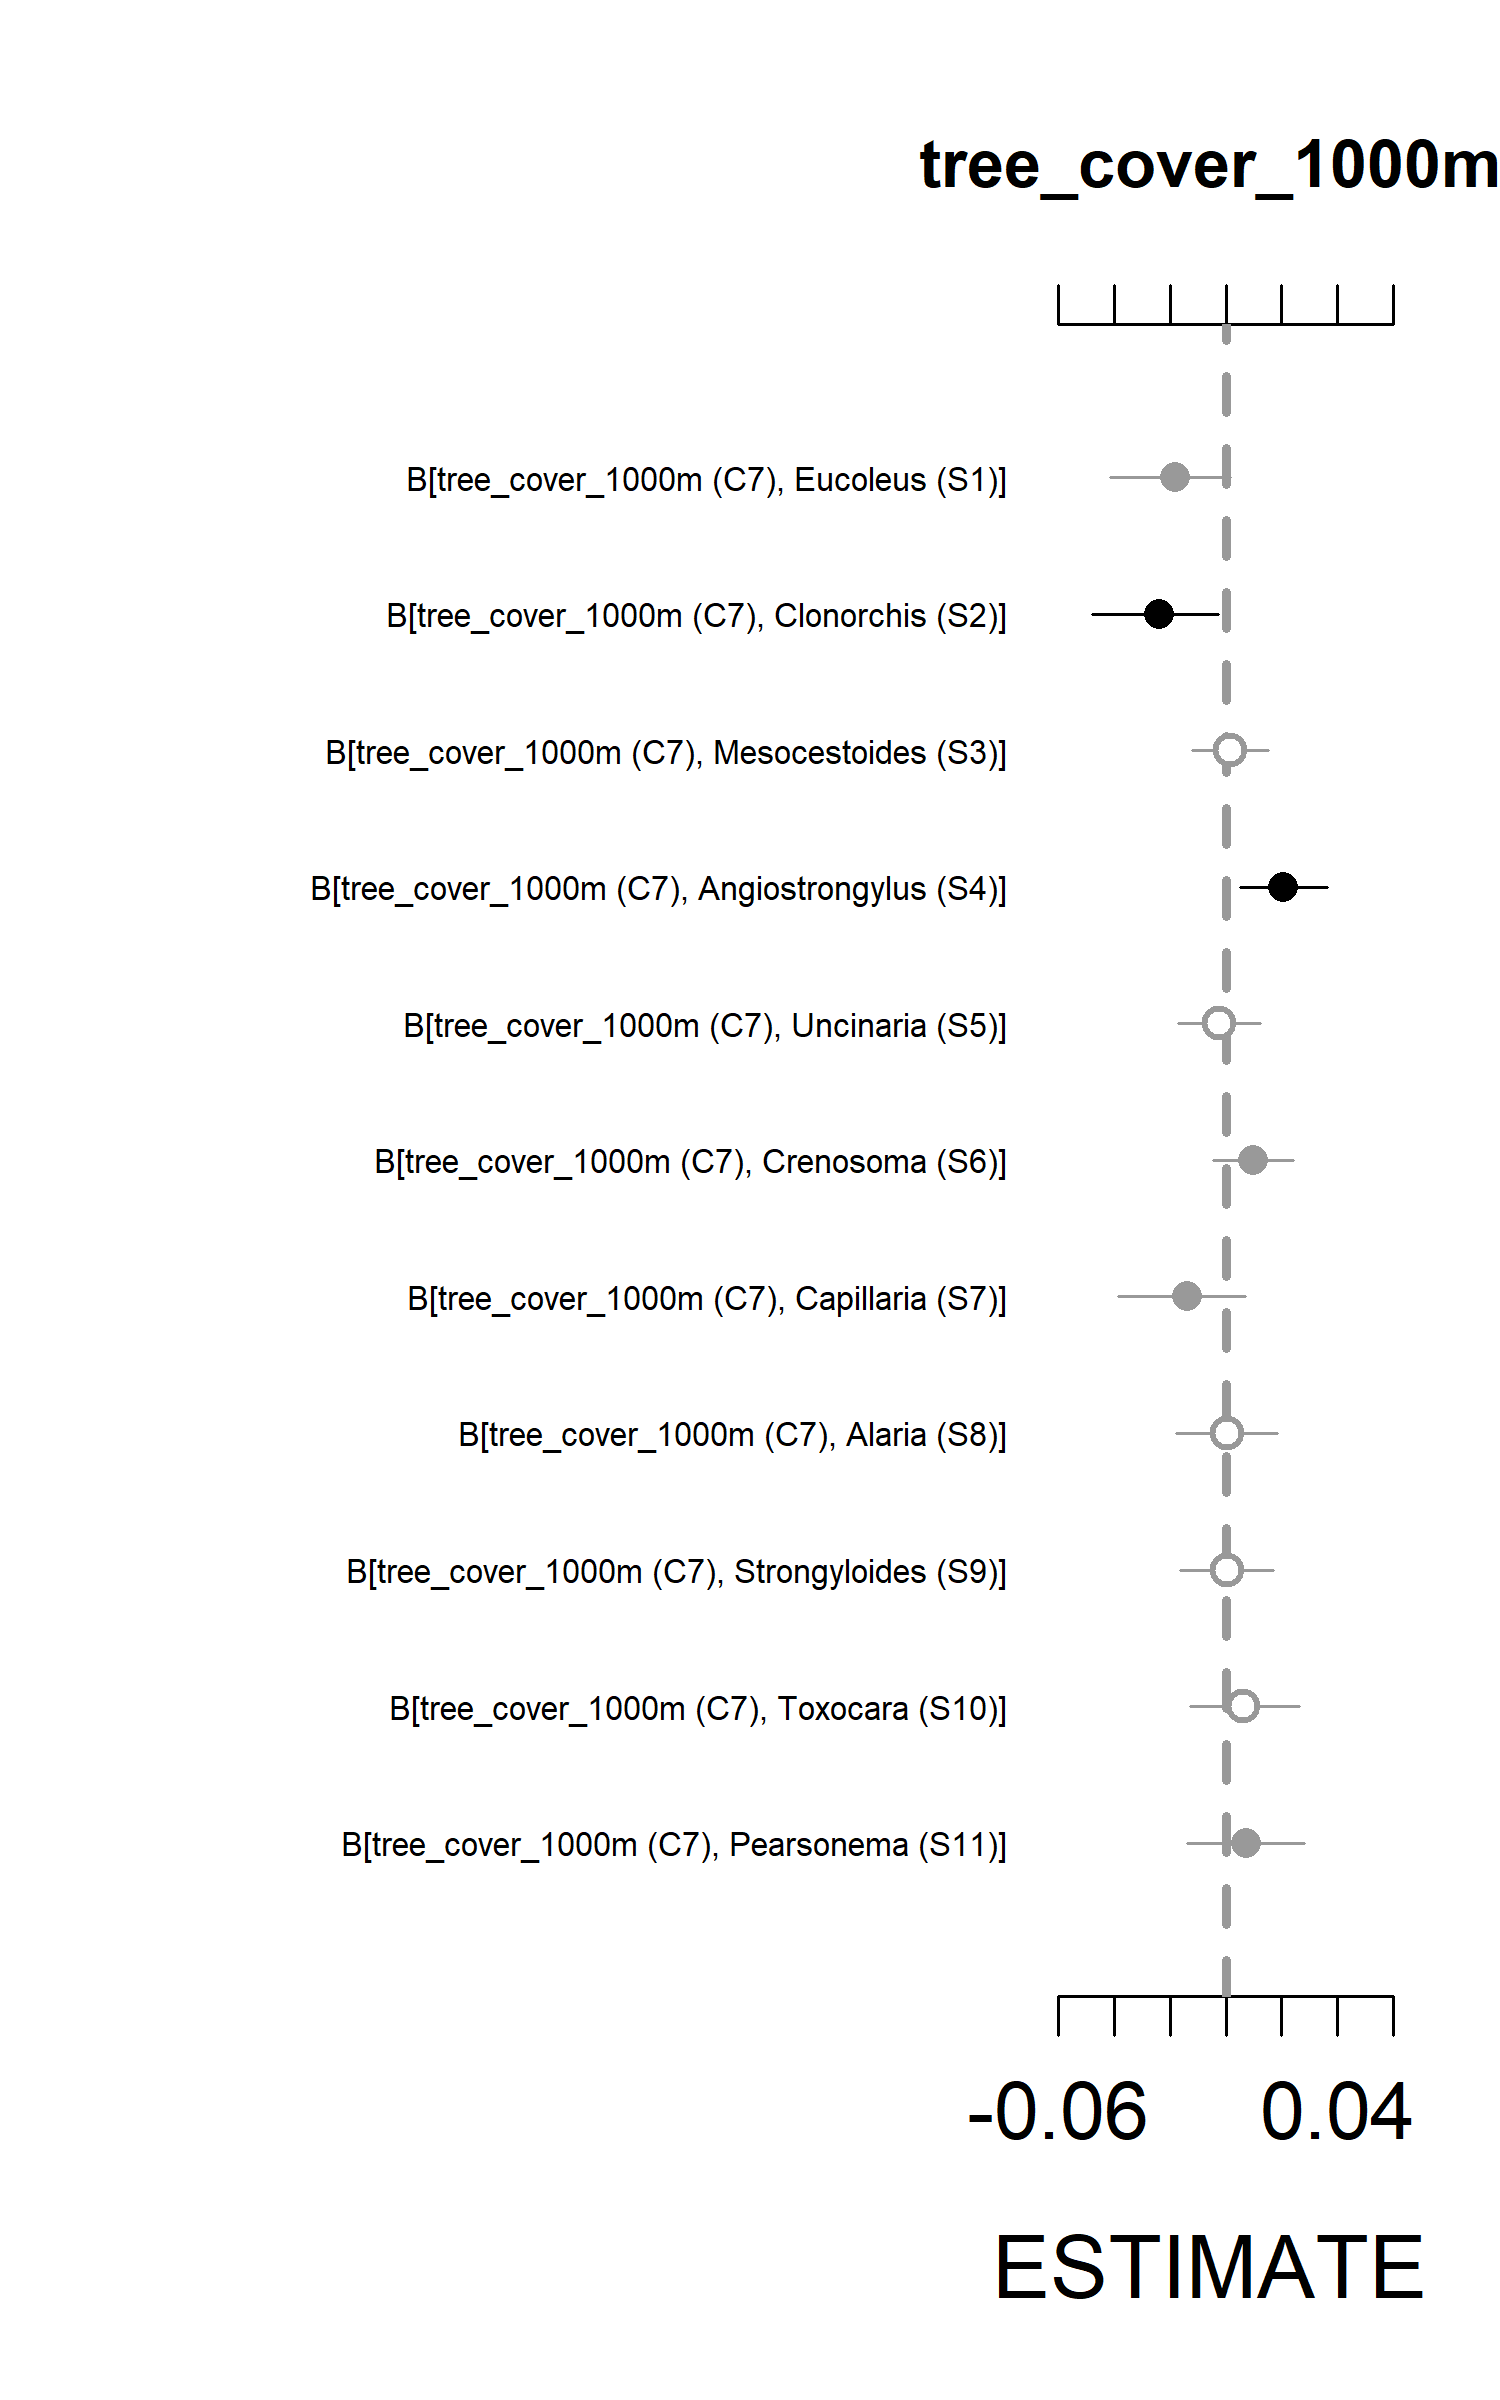 tree_cover_1000m
B[tree_cover_1000m (C7), Eucoleus (S1)]
B[tree_cover_1000m (C7), Clonorchis (S2)]
B[tree_cover_1000m (C7), Mesocestoides (S3)]
B[tree_cover_1000m (C7), Angiostrongylus (S4)]
B[tree_cover_1000m (C7), Uncinaria (S5)]
B[tree_cover_1000m (C7), Crenosoma (S6)]
B[tree_cover_1000m (C7), Capillaria (S7)]
B[tree_cover_1000m (C7), Alaria (S8)]
B[tree_cover_1000m (C7), Strongyloides (S9)]
B[tree_cover_1000m (C7), Toxocara (S10)]
B[tree_cover_1000m (C7), Pearsonema (S11)]
-0.06 0.04
ESTIMATE